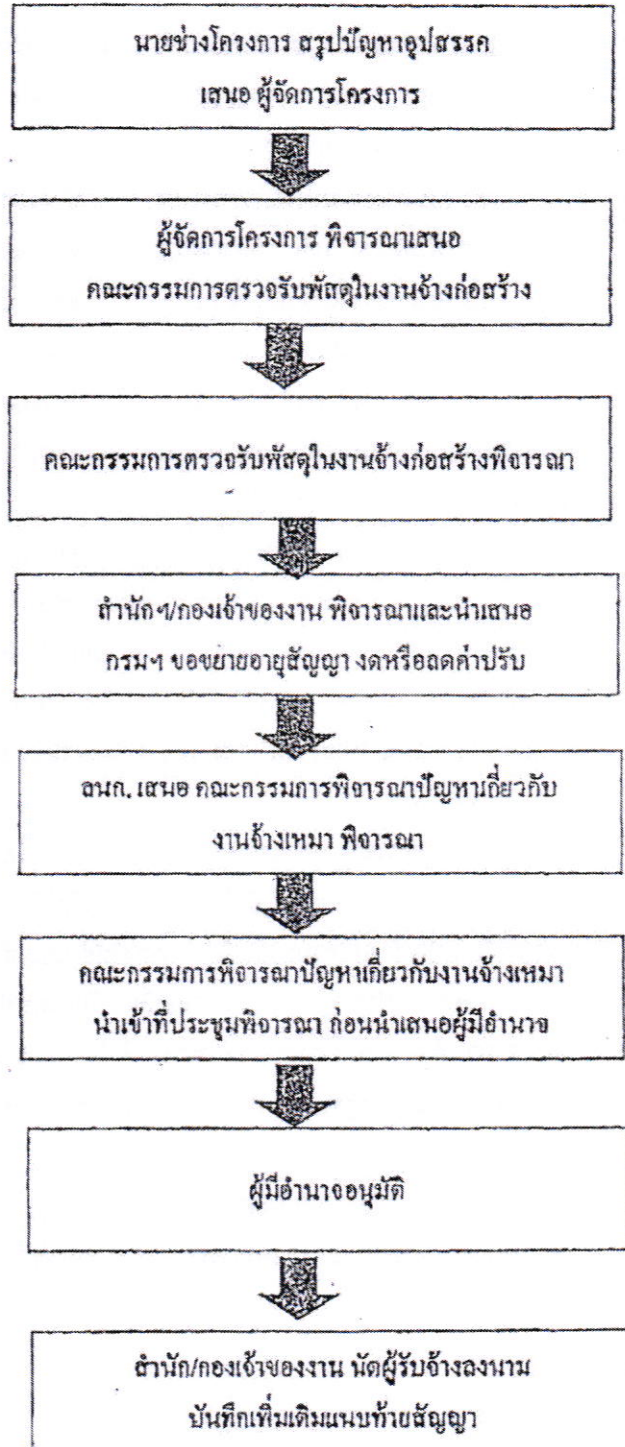 นายช่างโครงการ สรุปปัญหาอุปสรรค
เสนอ ผู้จัดการโครงการ
ผู้จัดการโครงการ พิจารณาเสนอ
คณะกรรมการตรวจรับพัสดุในงานจ้างก่อสร้าง
คณะกรรมการตรวจรับพัสดุในงานจ้างก่อสร้างพิจารณา
สำนักฯ/กองเจ้าของงาน พิจารณาและนำเสนอ
กรมฯ ขอขยายอายุสัญญา งดหรือลดค่าปรับ
ลนก. เสนอ คณะกรรมการพิจารณาปัญหาเกี่ยวกับ
งานจ้างเหมา พิจารณา
คณะกรรมการพิจารณาปัญหาเกี่ยวกับงานจ้างเหมา
นำเข้าที่ประชุมพิจารณา ก่อนนำเสนอผู้มีอำนาจ
ผู้มีอำนาจอนุมัติ
สำนัก/กองเจ้าของงาน นัดผู้รับจ้างลงนาม
บันทึกเพิ่มเติมแนบท้ายสัญญา